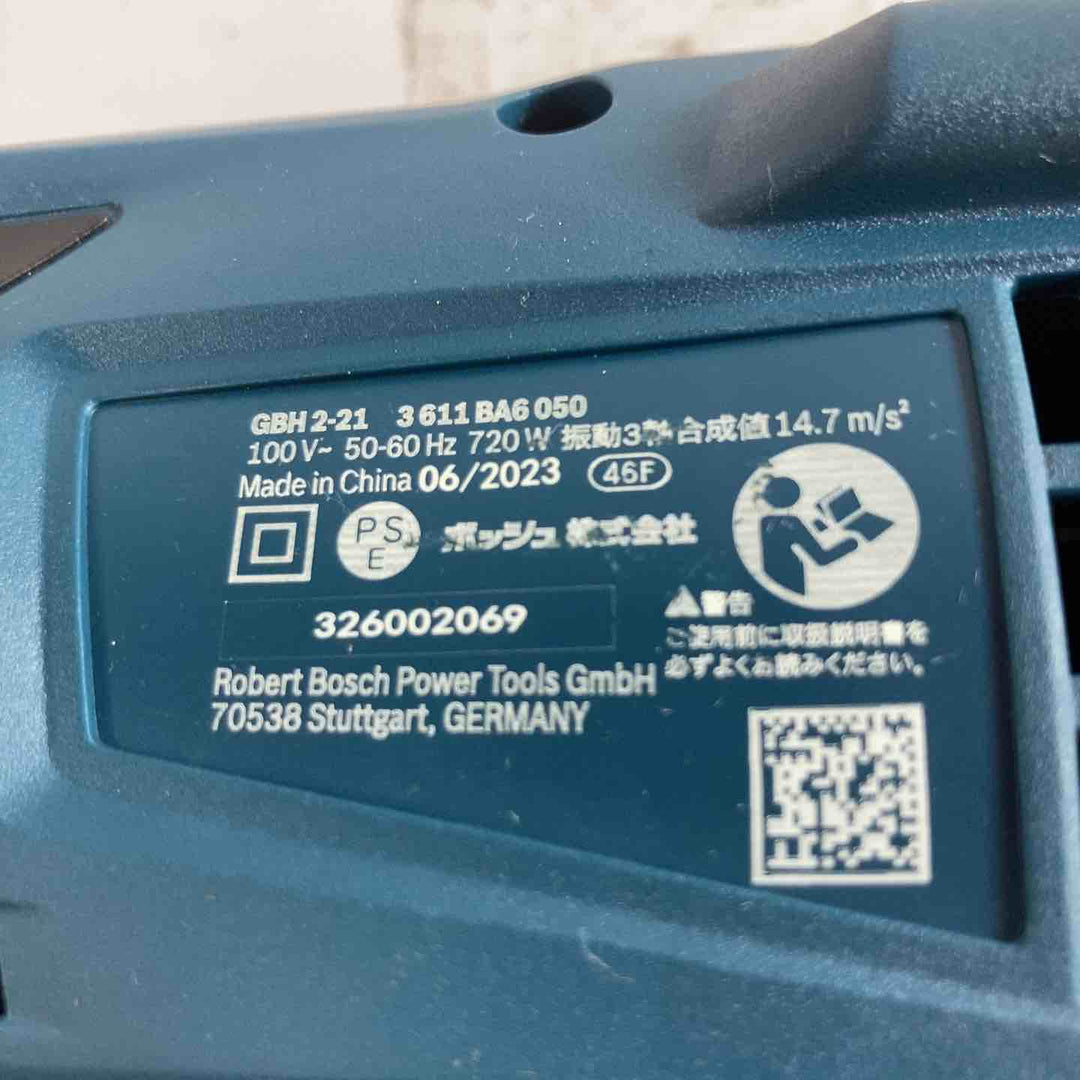 GBH 2-21 3 611 BA6 050
100 V~ 50-60 Hz 720 W 振動3軸合成値14.7 m/s²
Made in China 06/2023 46F
PSE ボッシュ 株式会社
326002069
Robert Bosch Power Tools GmbH
70538 Stuttgart, GERMANY
警告
ご使用前に取扱説明書を
必ずよくお読みください。